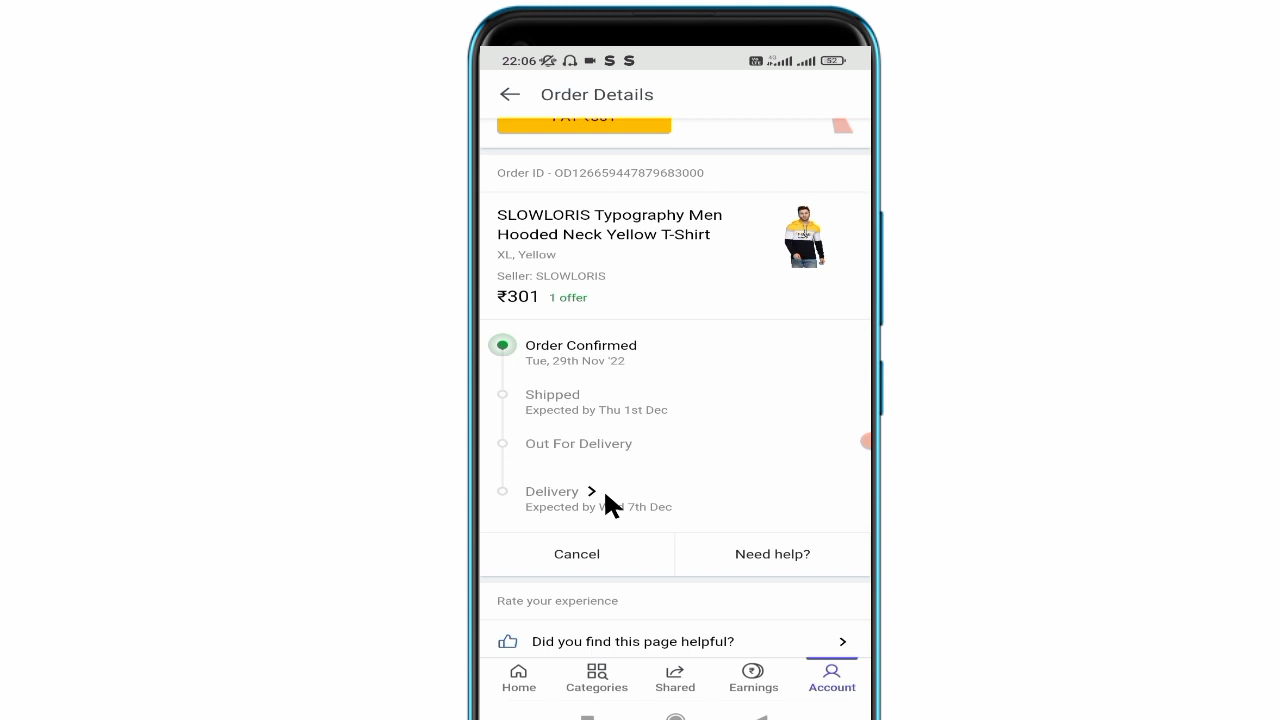 22:06
4G
52
Order Details
PAY ₹301
Order ID - OD126659447879683000
SLOWLORIS Typography Men
Hooded Neck Yellow T-Shirt
XL, Yellow
Seller: SLOWLORIS
₹301 1 offer
Order Confirmed
Tue, 29th Nov '22
Shipped
Expected by Thu 1st Dec
Out For Delivery
Delivery
Expected by Wed 7th Dec
Cancel
Need help?
Rate your experience
Did you find this page helpful?
Home
Categories
Shared
Earnings
Account